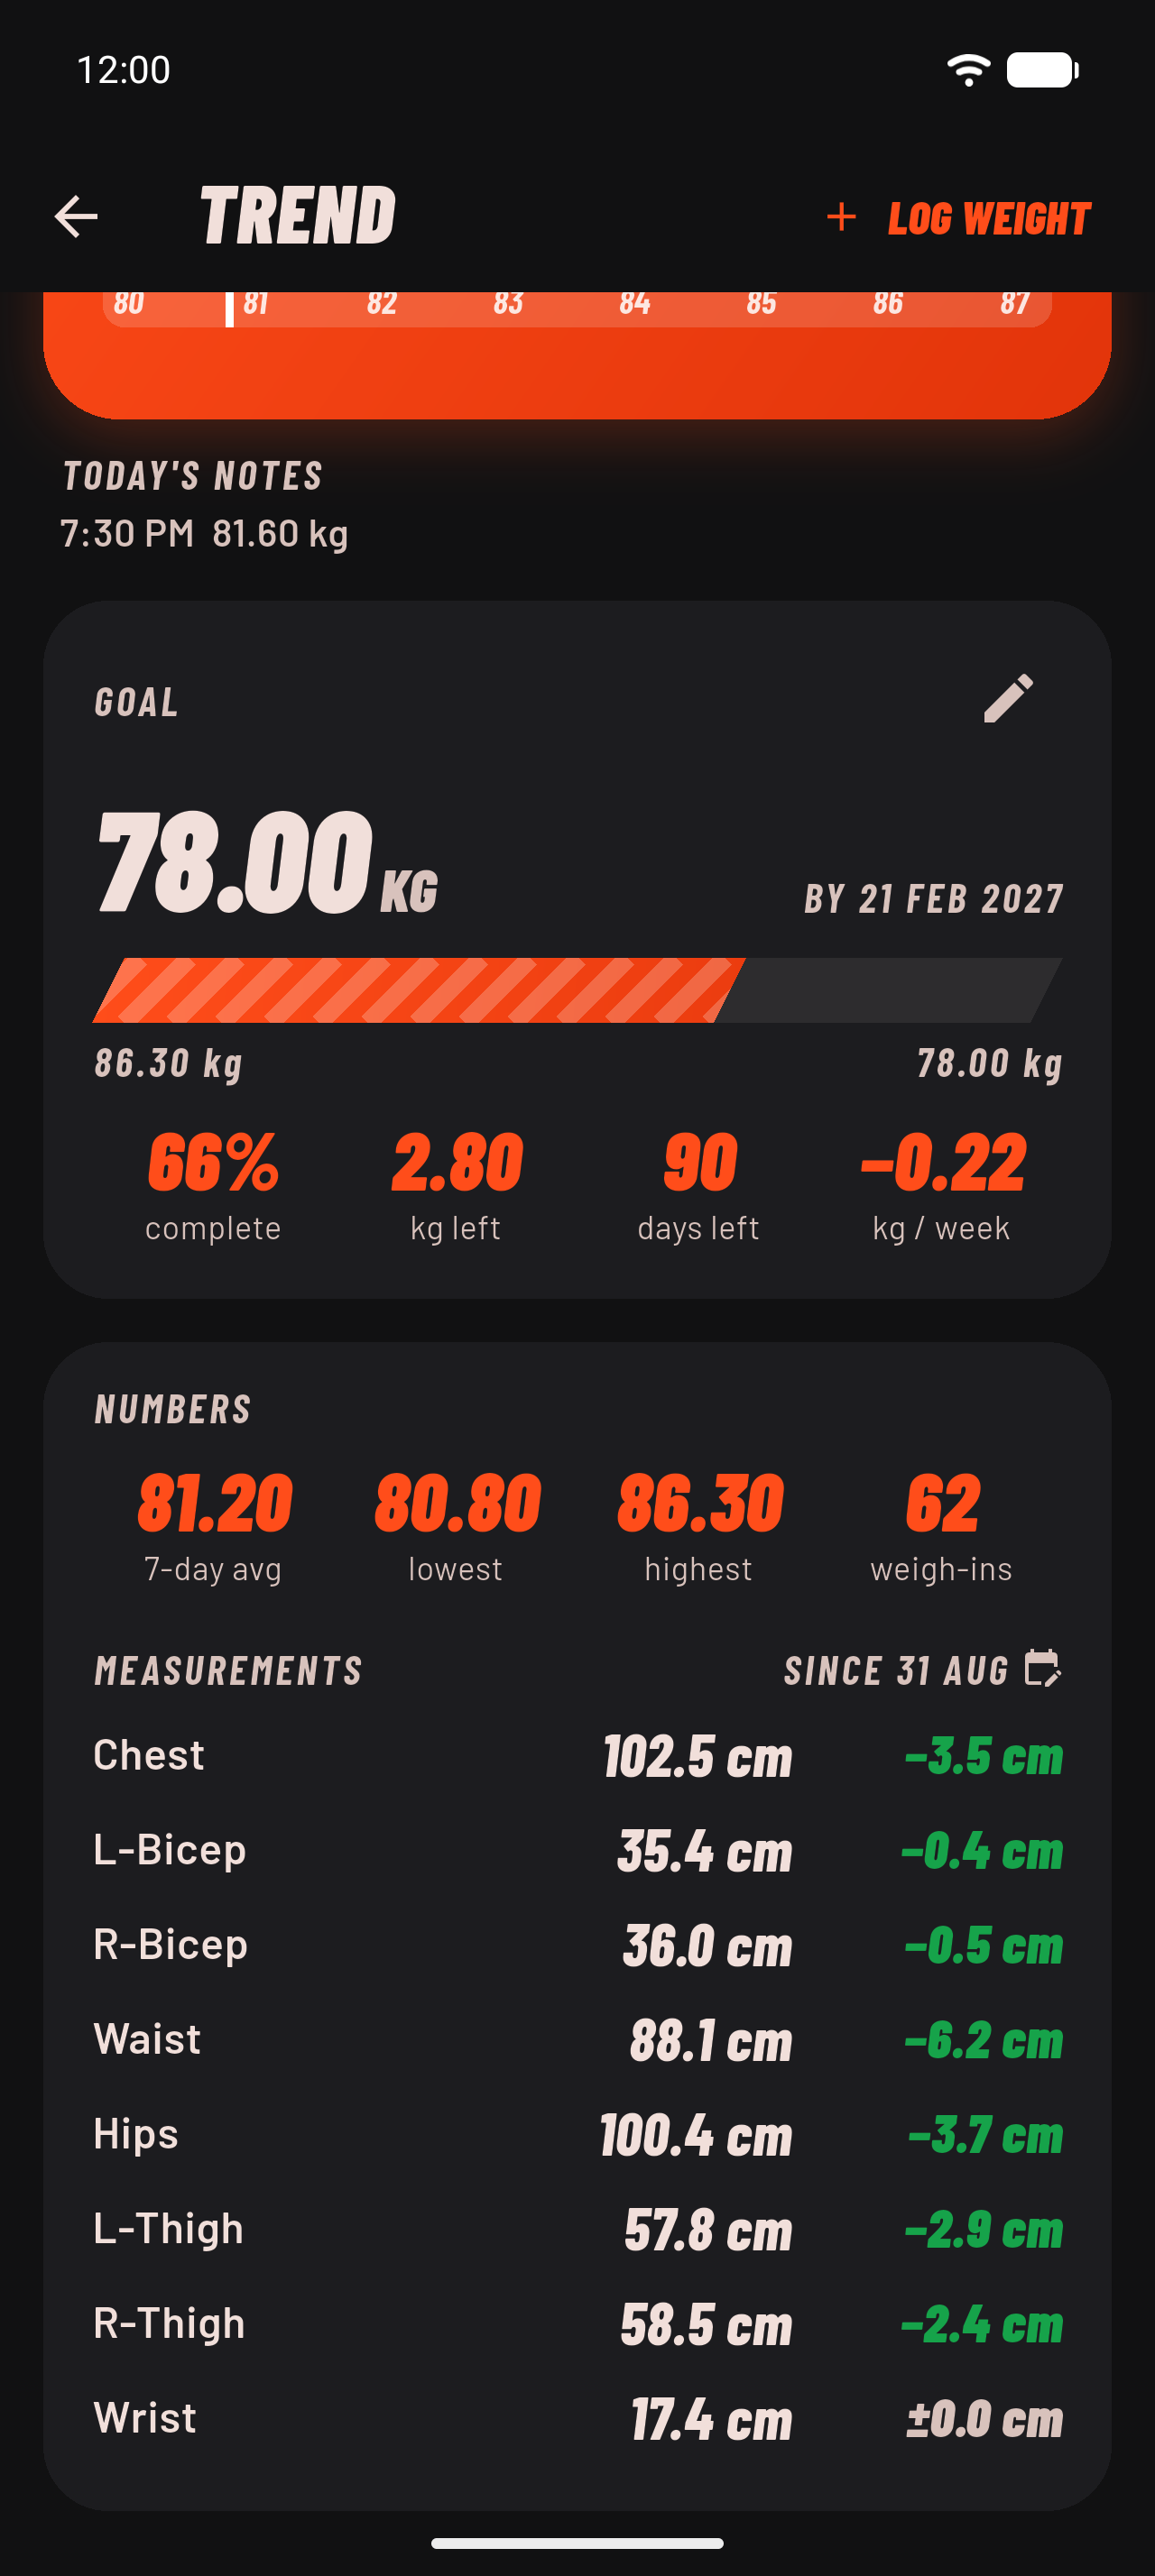 12:00
TREND
+ LOG WEIGHT
80 81 82 83 84 85 86 87
TODAY'S NOTES
7:30 PM 81.60 kg
GOAL
78.00 KG
BY 21 FEB 2027
86.30 kg 78.00 kg
66% 2.80 90 −0.22
complete kg left days left kg / week
NUMBERS
81.20 80.80 86.30 62
7-day avg lowest highest weigh-ins
MEASUREMENTS SINCE 31 AUG
Chest 102.5 cm −3.5 cm
L-Bicep 35.4 cm −0.4 cm
R-Bicep 36.0 cm −0.5 cm
Waist 88.1 cm −6.2 cm
Hips 100.4 cm −3.7 cm
L-Thigh 57.8 cm −2.9 cm
R-Thigh 58.5 cm −2.4 cm
Wrist 17.4 cm ±0.0 cm